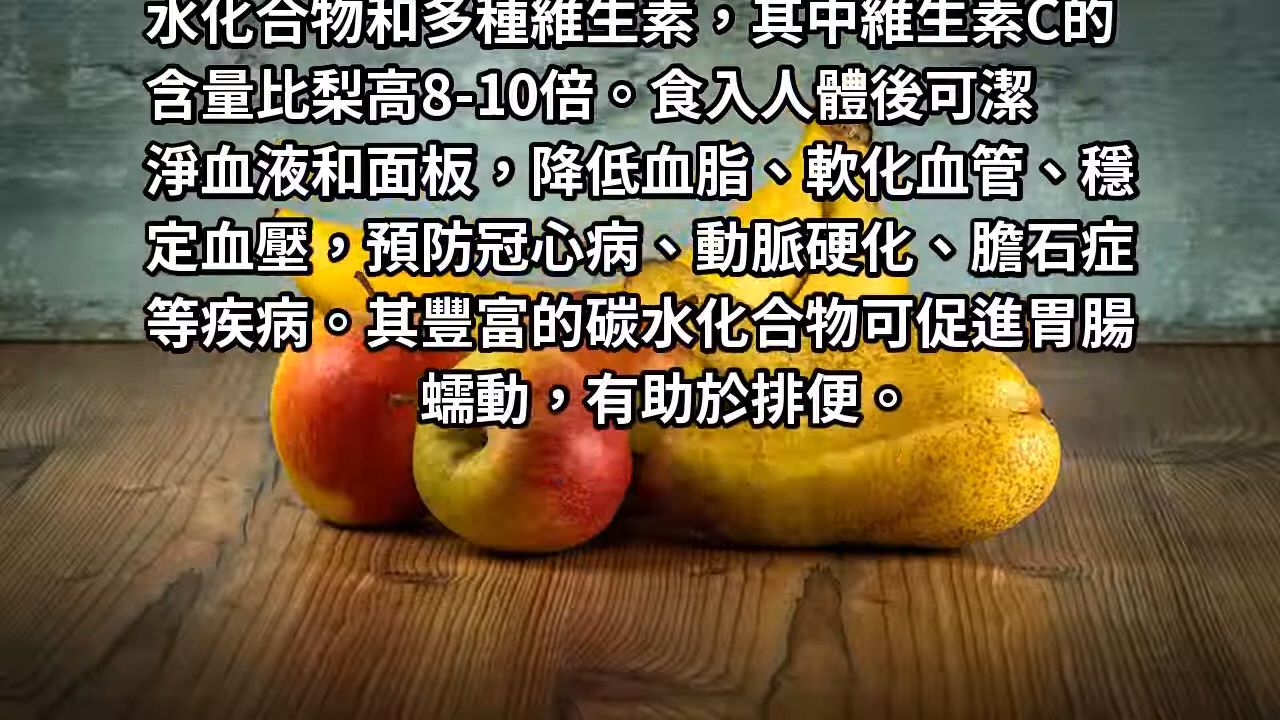 水化合物和多種維生素，其中維生素C的
含量比梨高8-10倍。食入人體後可潔
淨血液和面板，降低血脂、軟化血管、穩
定血壓，預防冠心病、動脈硬化、膽石症
等疾病。其豐富的碳水化合物可促進胃腸
蠕動，有助於排便。